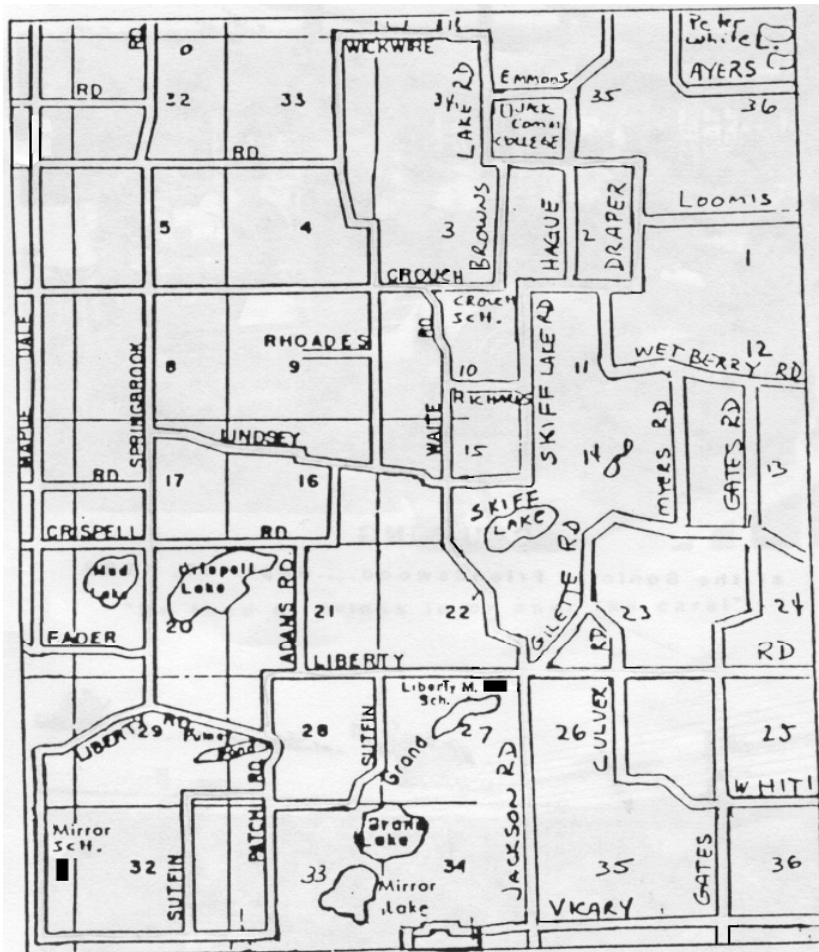 Peter
White L.
AYERS
RD
WICKWIRE
EMMONS
RD
32
33
LAKE RD
35
36
JACK
COLLEGE
RD
5
4
3
BROWNS
HAGUE
2
DRAPER
LOOMIS
1
CROUCH
CROUCH
SCH.
MAPLE DALE
SPRINGBROOK
8
RHOADES
9
RD
10
SKIFF LAKE RD
11
WETBERRY RD
12
RICHARDS
LINDSEY
WAITE
15
14
MYERS RD
GATES RD
13
RD
17
16
SKIFF
LAKE
CRISPELL
RD
Mud
Lake
Crispell
Lake
ADAMS RD
21
22
GILETTE RD
23
24
20
FADER
LIBERTY
RD
RD
Liberty M.
Sch.
LIBERTY RD
29
Pond
28
SUTFIN
Grand
27
JACKSON RD
26
CULVER
25
WHITI
Mirror
SCH.
32
SUTFIN
PATCH RD
Grand
Lake
33
Mirror
Lake
34
35
GATES
36
VICARY